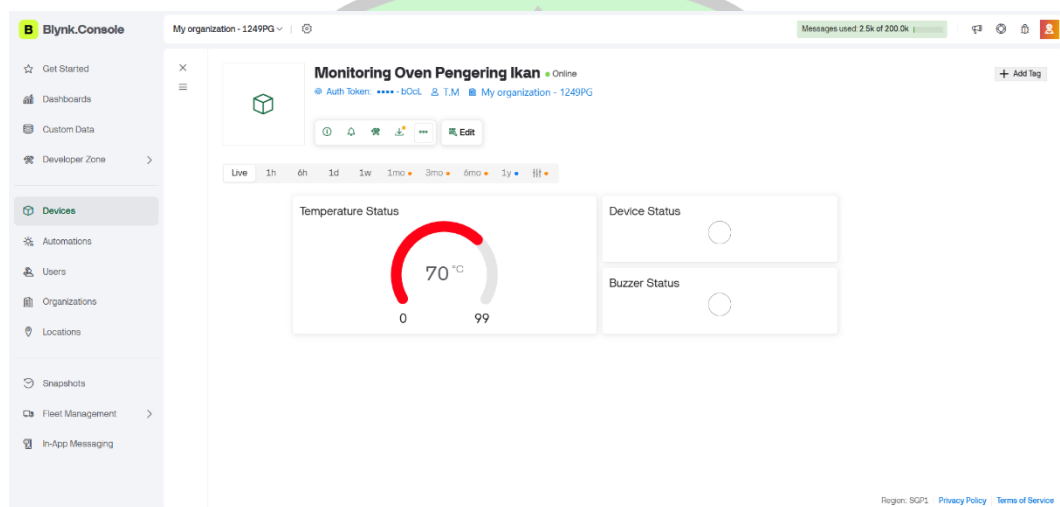 B Blynk.Console
My organization - 1249PG
Messages used: 2.5k of 200.0k
Get Started
Dashboards
Custom Data
Developer Zone
Devices
Automations
Users
Organizations
Locations
Snapshots
Fleet Management
In-App Messaging
Monitoring Oven Pengering Ikan Online
Auth Token: •••• - bOcL T.M My organization - 1249PG
+ Add Tag
Edit
Live 1h 6h 1d 1w 1mo 3mo 6mo 1y
Temperature Status
70 °C
0 99
Device Status
Buzzer Status
Region: SGP1 Privacy Policy Terms of Service